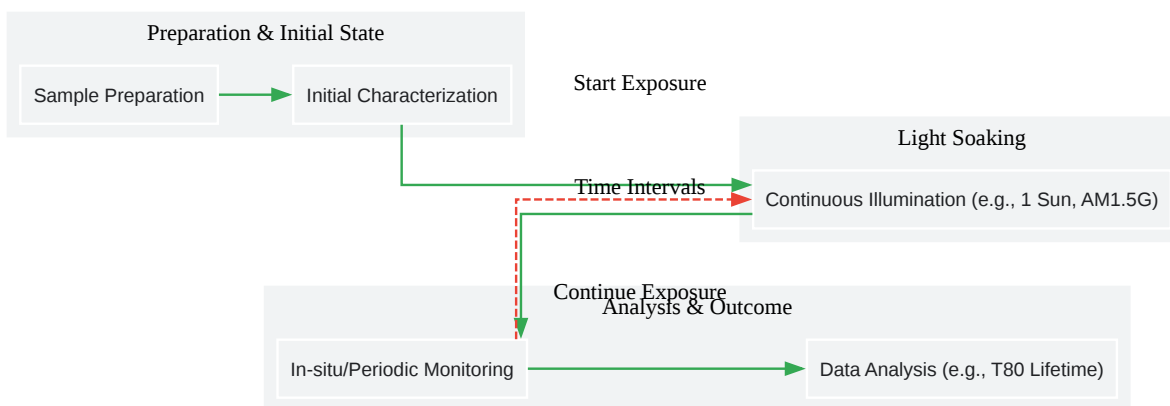 Preparation & Initial State
Sample Preparation
Initial Characterization
Start Exposure
Light Soaking
Time Intervals
Continuous Illumination (e.g., 1 Sun, AM1.5G)
Continue Exposure
Analysis & Outcome
In-situ/Periodic Monitoring
Data Analysis (e.g., T80 Lifetime)